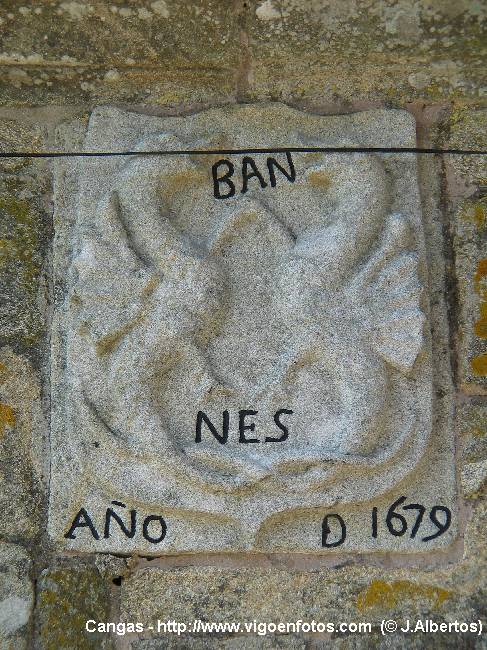 BAN
NES
AÑO D 1679
Cangas - http://www.vigoenfotos.com (© J.Albertos)